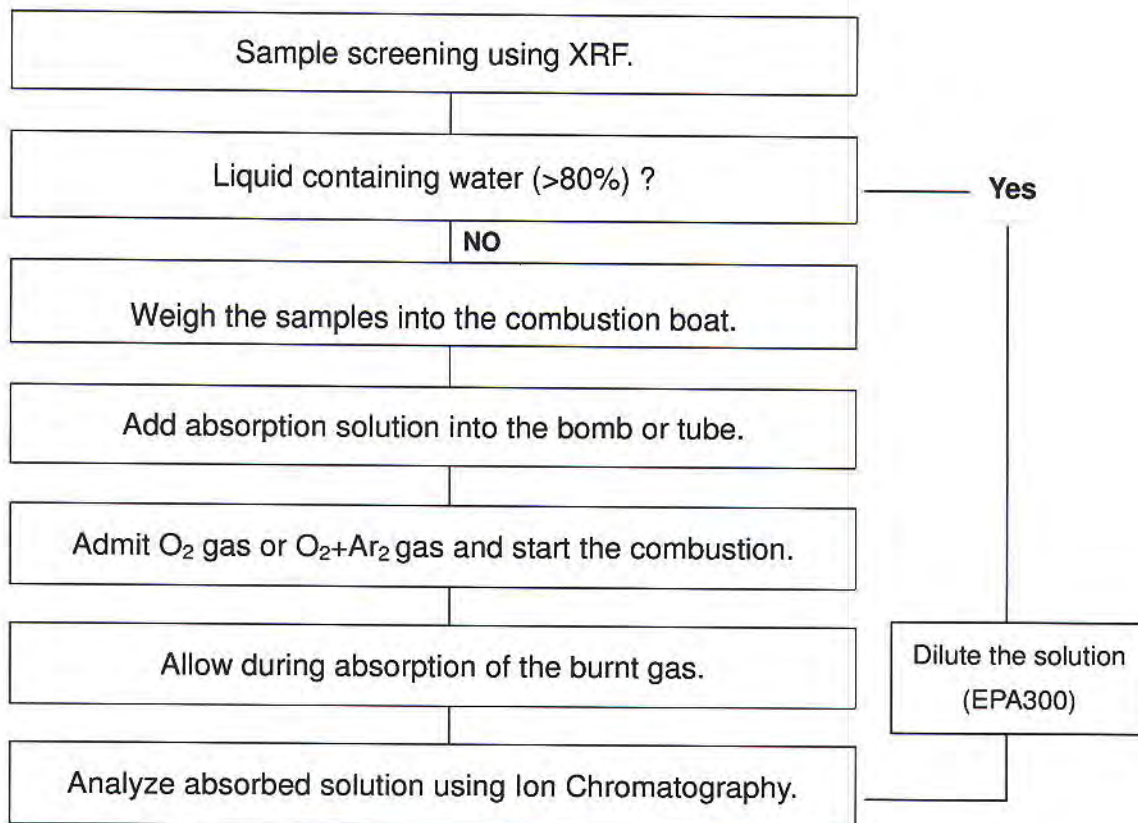 Sample screening using XRF.
Liquid containing water (>80%) ?
Yes
NO
Weigh the samples into the combustion boat.
Add absorption solution into the bomb or tube.
Admit O₂ gas or O₂+Ar₂ gas and start the combustion.
Allow during absorption of the burnt gas.
Dilute the solution
(EPA300)
Analyze absorbed solution using Ion Chromatography.